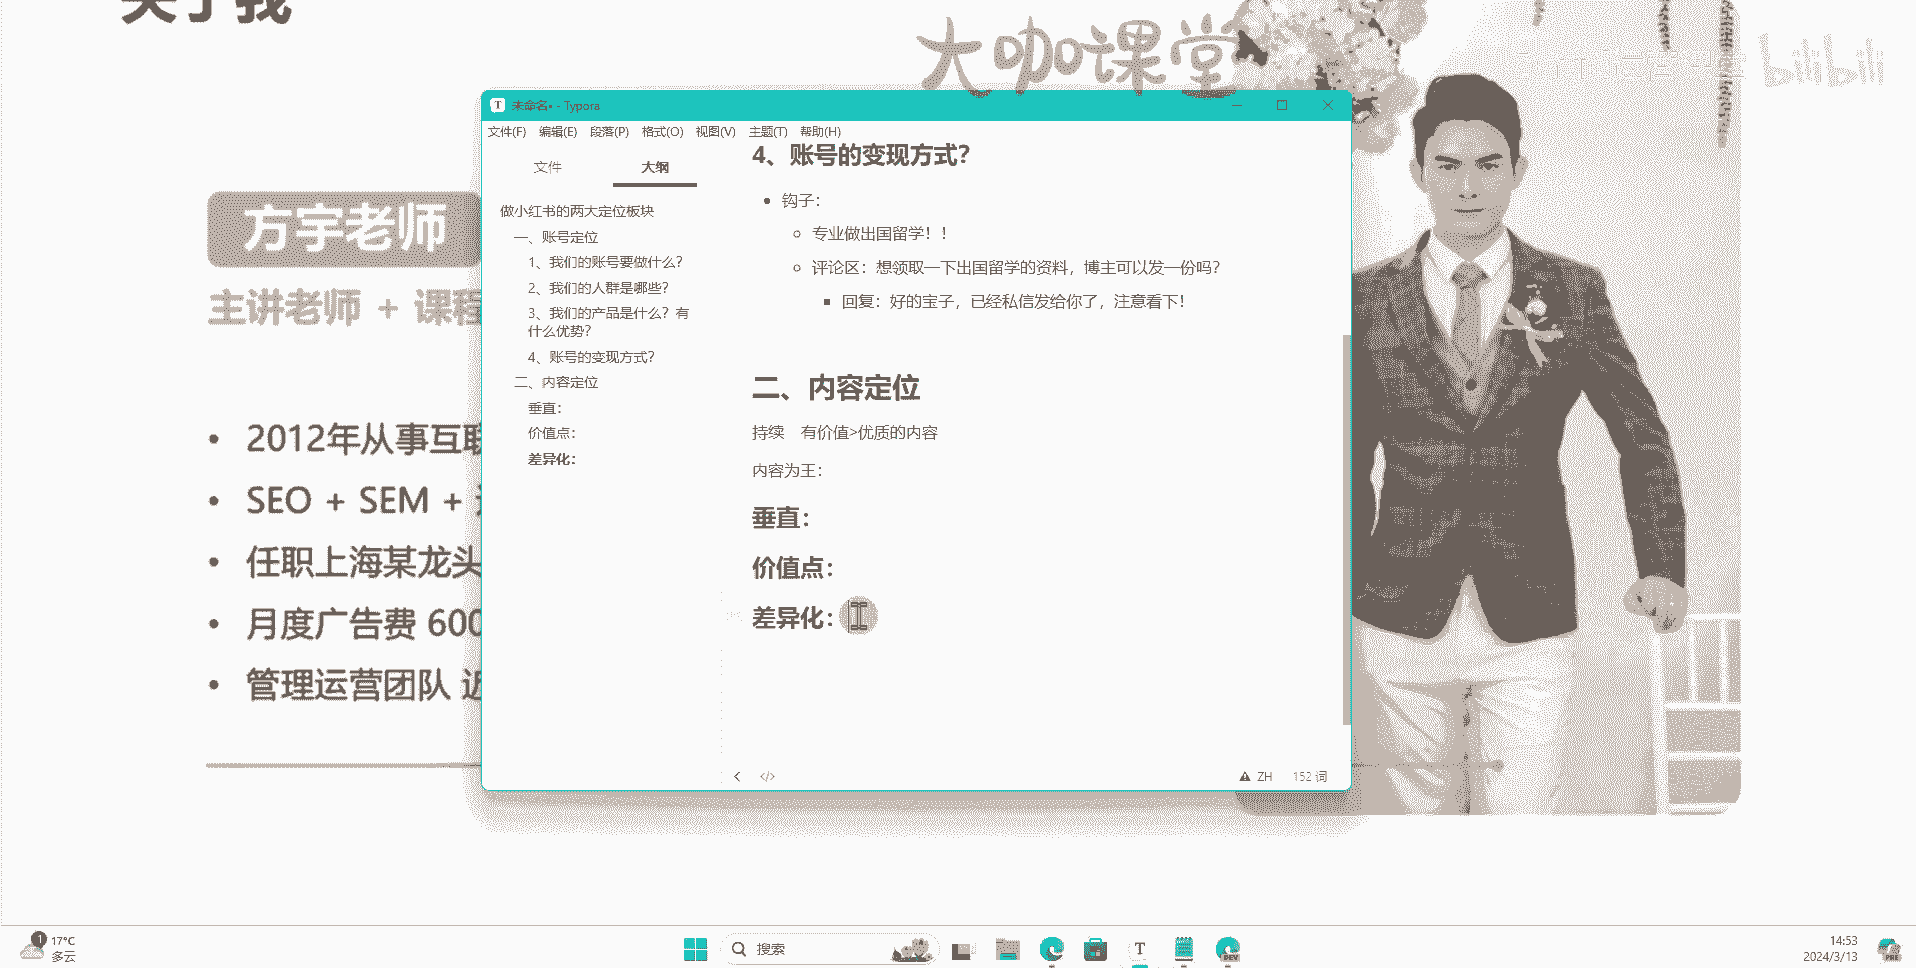 关于我
大咖课堂
bilibili
方宇老师
主讲老师 + 课程
2012年从事互联
SEO + SEM +
任职上海某龙头
月度广告费 600
管理运营团队 近
未命名• - Typora
文件(F) 编辑(E) 段落(P) 格式(O) 视图(V) 主题(T) 帮助(H)
文件 大纲
做小红书的两大定位板块
一、账号定位
1、我们的账号要做什么？
2、我们的人群是哪些？
3、我们的产品是什么？有
什么优势？
4、账号的变现方式？
二、内容定位
垂直：
价值点：
差异化：
4、账号的变现方式？
钩子：
专业做出国留学！！
评论区：想领取一下出国留学的资料，博主可以发一份吗？
回复：好的宝子，已经私信发给你了，注意看下！
二、内容定位
持续 有价值>优质的内容
内容为王：
垂直：
价值点：
差异化：
ZH 152 词
1
17°C
多云
搜索
T
DEV
14:53
2024/3/13
PRE